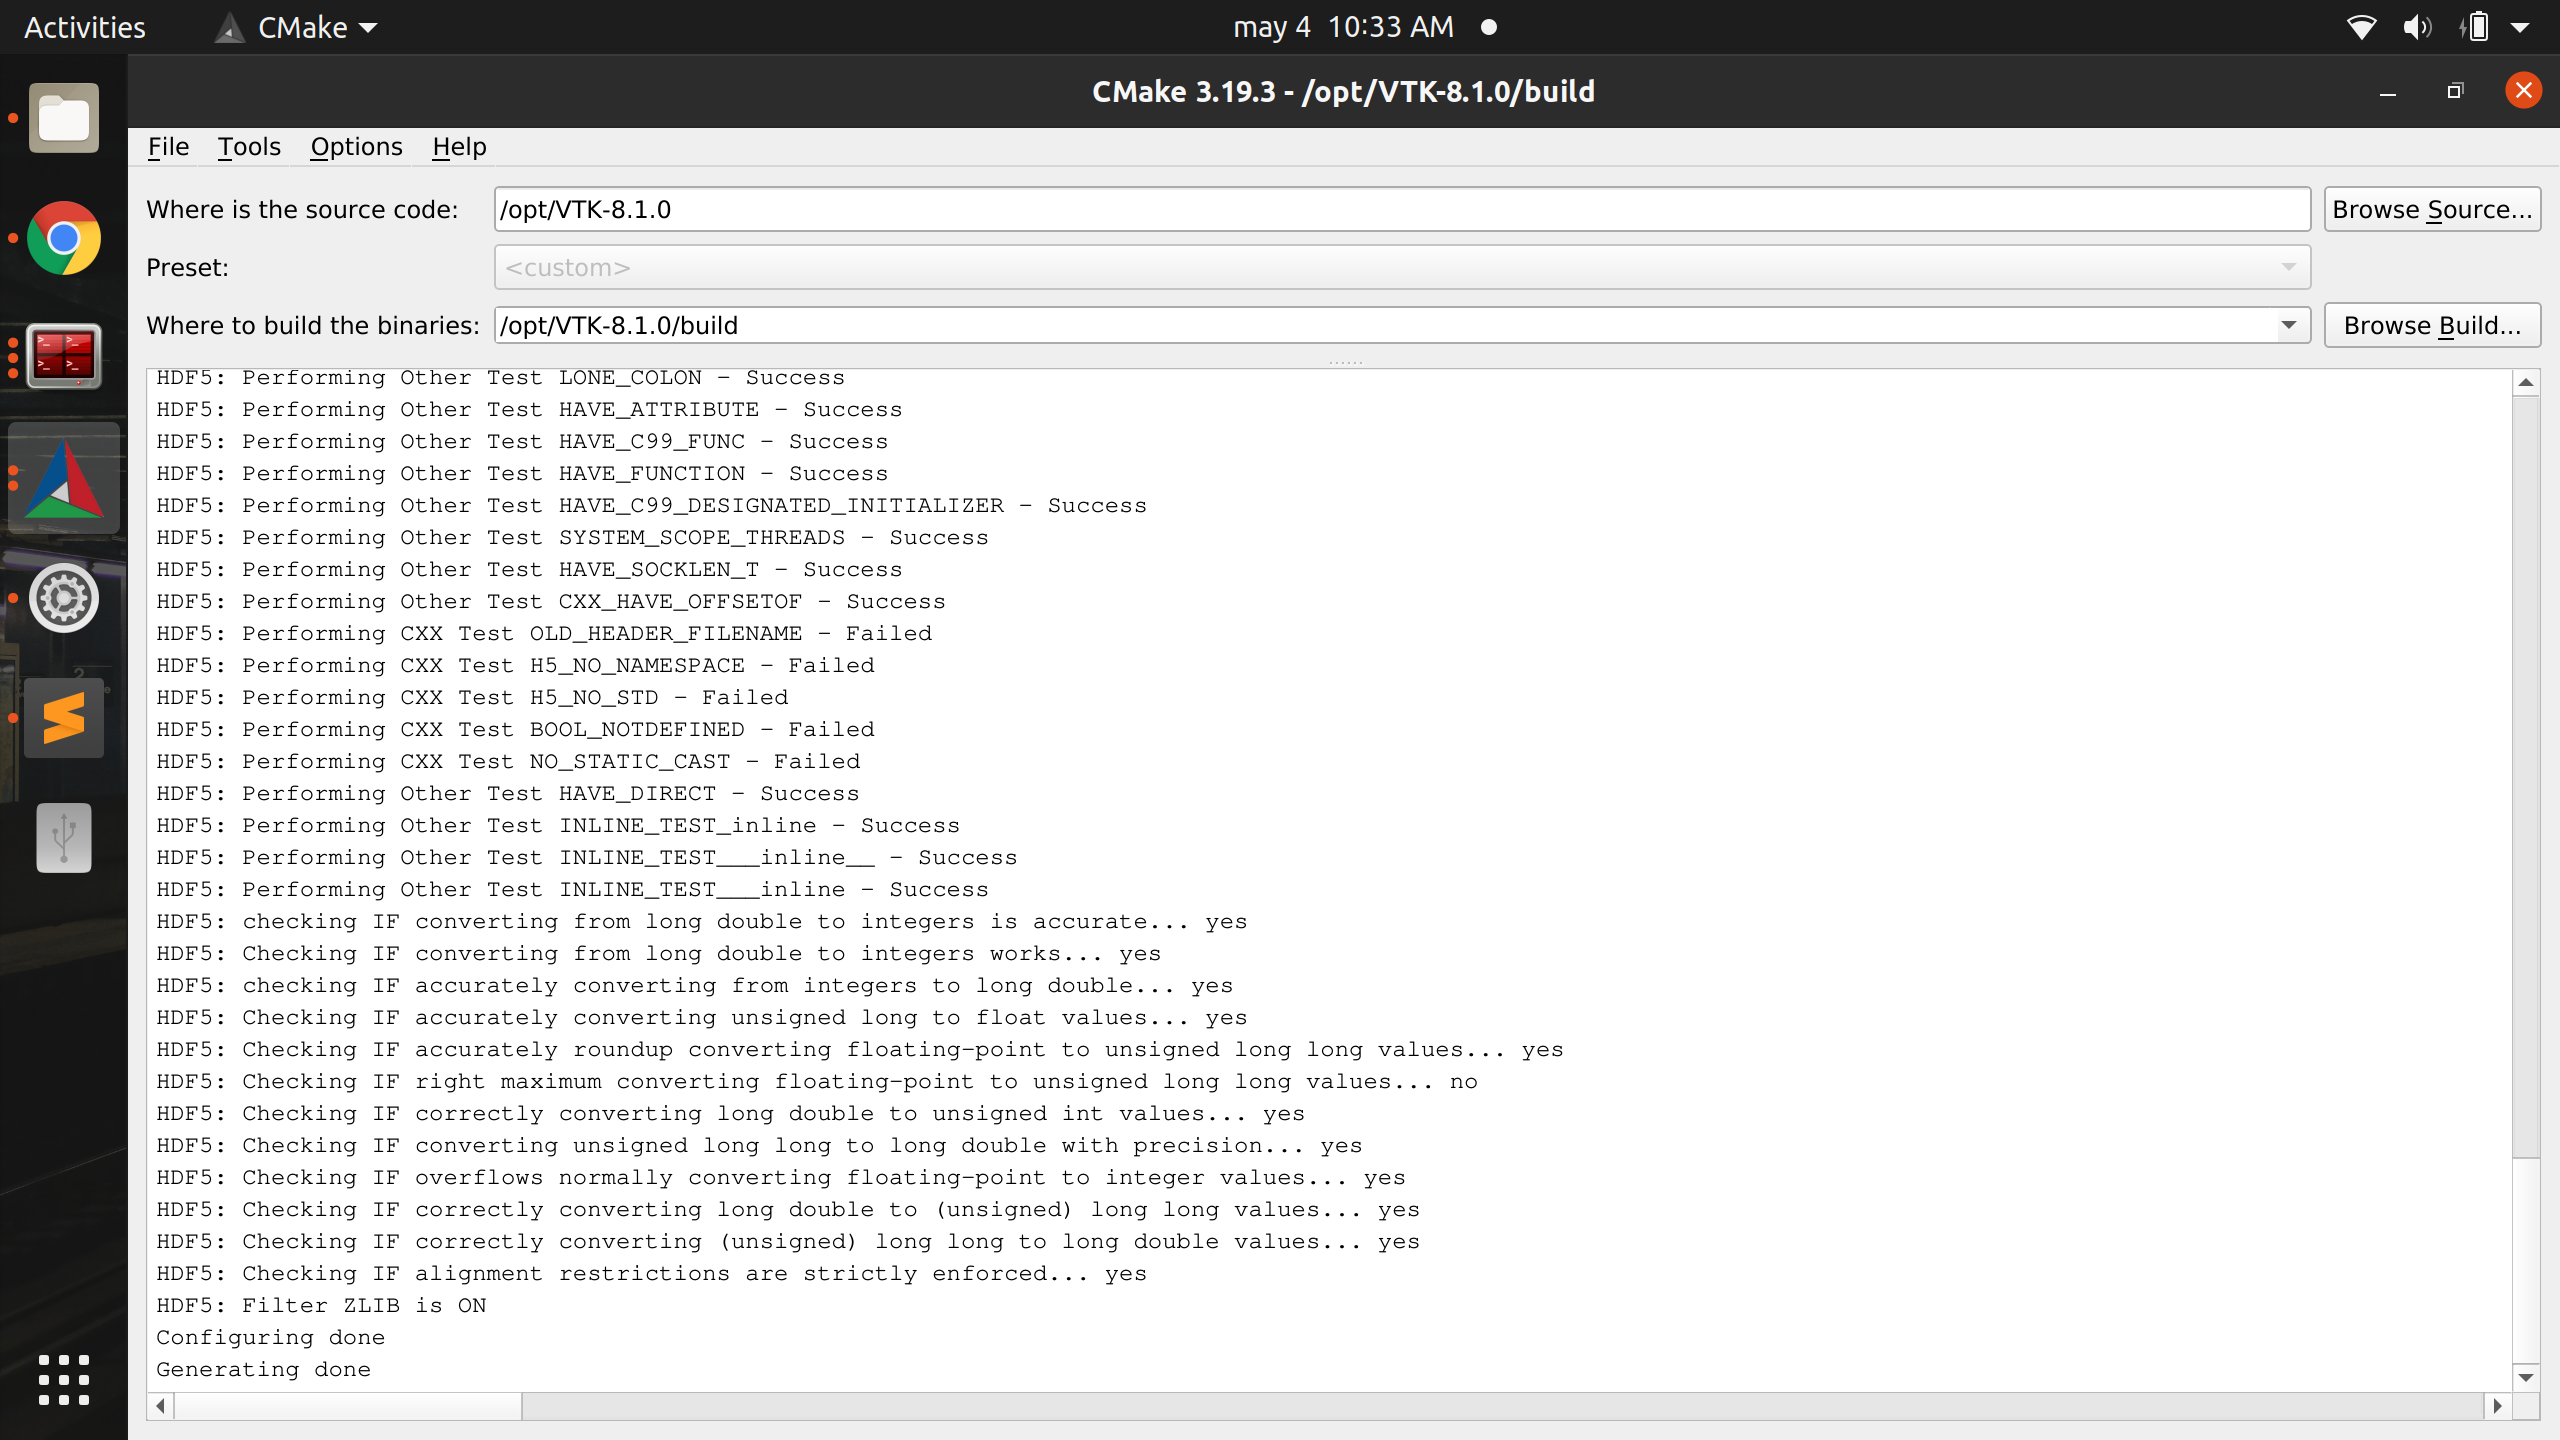 Activities CMake may 4 10:33 AM
CMake 3.19.3 - /opt/VTK-8.1.0/build
File Tools Options Help
Where is the source code: /opt/VTK-8.1.0 Browse Source...
Preset: <custom>
Where to build the binaries: /opt/VTK-8.1.0/build Browse Build...
HDF5: Performing Other Test LONE_COLON - Success
HDF5: Performing Other Test HAVE_ATTRIBUTE - Success
HDF5: Performing Other Test HAVE_C99_FUNC - Success
HDF5: Performing Other Test HAVE_FUNCTION - Success
HDF5: Performing Other Test HAVE_C99_DESIGNATED_INITIALIZER - Success
HDF5: Performing Other Test SYSTEM_SCOPE_THREADS - Success
HDF5: Performing Other Test HAVE_SOCKLEN_T - Success
HDF5: Performing Other Test CXX_HAVE_OFFSETOF - Success
HDF5: Performing CXX Test OLD_HEADER_FILENAME - Failed
HDF5: Performing CXX Test H5_NO_NAMESPACE - Failed
HDF5: Performing CXX Test H5_NO_STD - Failed
HDF5: Performing CXX Test BOOL_NOTDEFINED - Failed
HDF5: Performing CXX Test NO_STATIC_CAST - Failed
HDF5: Performing Other Test HAVE_DIRECT - Success
HDF5: Performing Other Test INLINE_TEST_inline - Success
HDF5: Performing Other Test INLINE_TEST___inline__ - Success
HDF5: Performing Other Test INLINE_TEST___inline - Success
HDF5: checking IF converting from long double to integers is accurate... yes
HDF5: Checking IF converting from long double to integers works... yes
HDF5: checking IF accurately converting from integers to long double... yes
HDF5: Checking IF accurately converting unsigned long to float values... yes
HDF5: Checking IF accurately roundup converting floating-point to unsigned long long values... yes
HDF5: Checking IF right maximum converting floating-point to unsigned long long values... no
HDF5: Checking IF correctly converting long double to unsigned int values... yes
HDF5: Checking IF converting unsigned long long to long double with precision... yes
HDF5: Checking IF overflows normally converting floating-point to integer values... yes
HDF5: Checking IF correctly converting long double to (unsigned) long long values... yes
HDF5: Checking IF correctly converting (unsigned) long long to long double values... yes
HDF5: Checking IF alignment restrictions are strictly enforced... yes
HDF5: Filter ZLIB is ON
Configuring done
Generating done